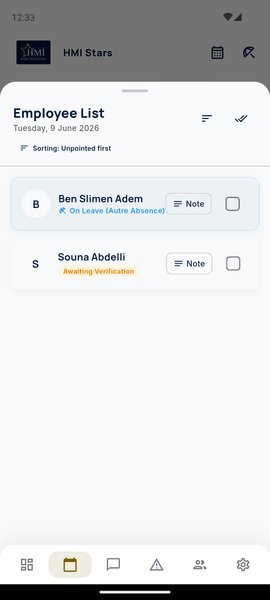 12:33
HMI
HMI Stars
Employee List
Tuesday, 9 June 2026
Sorting: Unpointed first
B
Ben Slimen Adem
On Leave (Autre Absence)
Note
S
Souna Abdelli
Awaiting Verification
Note